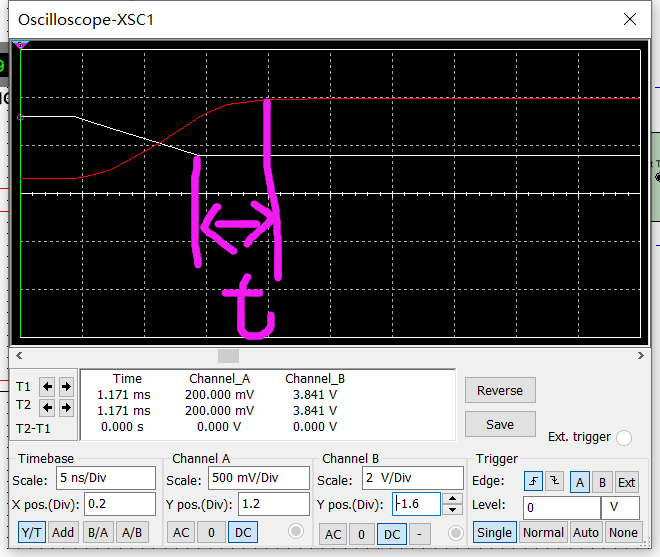 Oscilloscope-XSC1
t
T1
T2
T2-T1
Time Channel_A Channel_B
1.171 ms 200.000 mV 3.841 V
1.171 ms 200.000 mV 3.841 V
0.000 s 0.000 V 0.000 V
Reverse
Save
Ext. trigger
Timebase
Scale: 5 ns/Div
X pos.(Div): 0.2
Y/T Add B/A A/B
Channel A
Scale: 500 mV/Div
Y pos.(Div): 1.2
AC 0 DC
Channel B
Scale: 2 V/Div
Y pos.(Div): -1.6
AC 0 DC -
Trigger
Edge: A B Ext
Level: 0 V
Single Normal Auto None